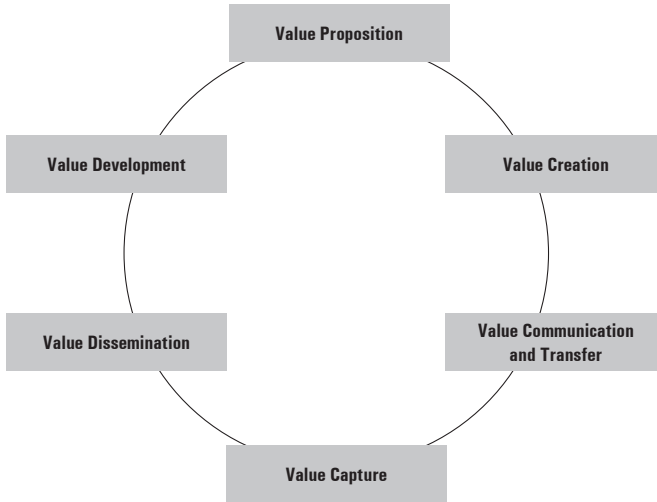 Value Proposition
Value Development
Value Creation
Value Dissemination
Value Communication
and Transfer
Value Capture